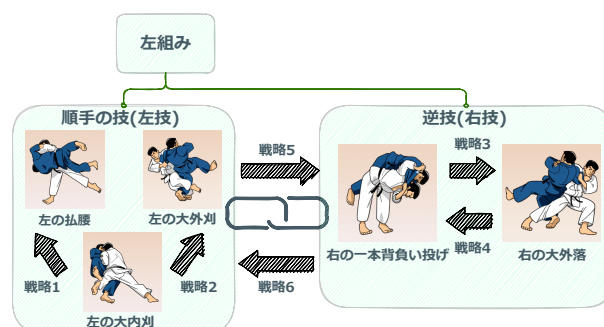 左組み
順手の技(左技)
左の払腰
左の大外刈
左の大内刈
戦略1
戦略2
戦略5
戦略6
逆技(右技)
戦略3
戦略4
右の一本背負い投げ
右の大外落